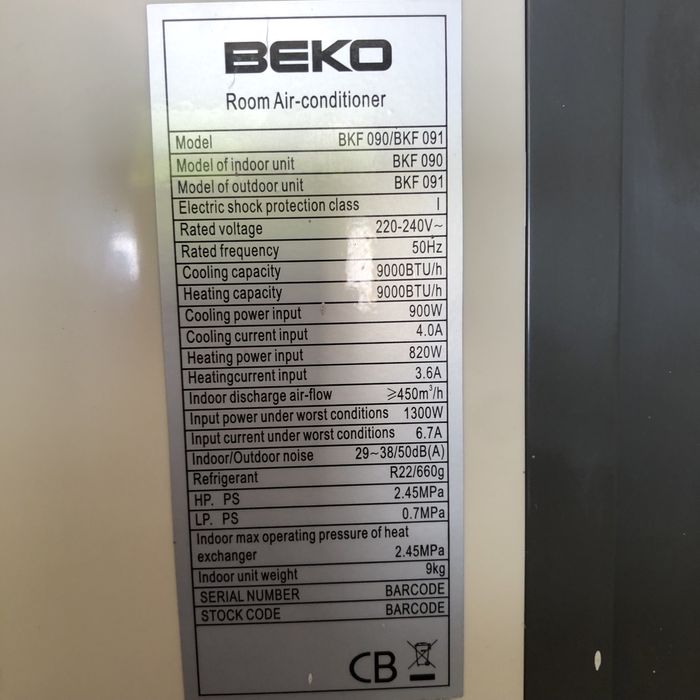 BEKO
Room Air-conditioner
Model BKF 090/BKF 091
Model of indoor unit BKF 090
Model of outdoor unit BKF 091
Electric shock protection class I
Rated voltage 220-240V~
Rated frequency 50Hz
Cooling capacity 9000BTU/h
Heating capacity 9000BTU/h
Cooling power input 900W
Cooling current input 4.0A
Heating power input 820W
Heatingcurrent input 3.6A
Indoor discharge air-flow ≥450m³/h
Input power under worst conditions 1300W
Input current under worst conditions 6.7A
Indoor/Outdoor noise 29~38/50dB(A)
Refrigerant R22/660g
HP. PS 2.45MPa
LP. PS 0.7MPa
Indoor max operating pressure of heat
exchanger 2.45MPa
Indoor unit weight 9kg
SERIAL NUMBER BARCODE
STOCK CODE BARCODE
CB